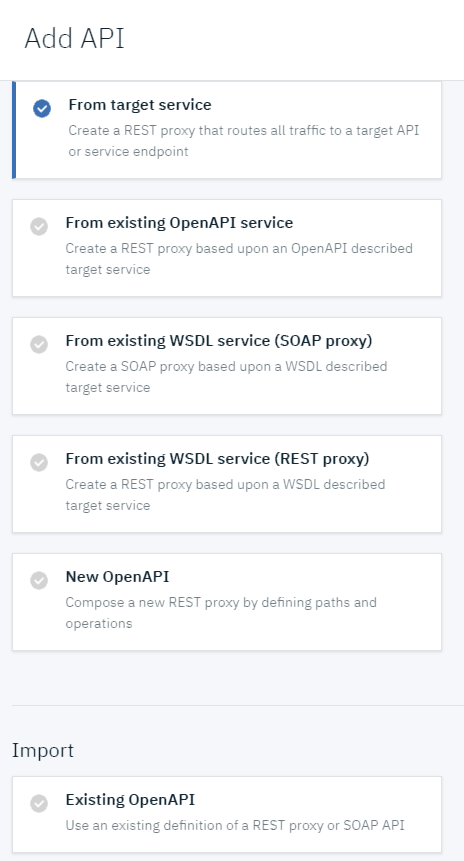 Add API
From target service
Create a REST proxy that routes all traffic to a target API
or service endpoint
From existing OpenAPI service
Create a REST proxy based upon an OpenAPI described
target service
From existing WSDL service (SOAP proxy)
Create a SOAP proxy based upon a WSDL described
target service
From existing WSDL service (REST proxy)
Create a REST proxy based upon a WSDL described
target service
New OpenAPI
Compose a new REST proxy by defining paths and
operations
Import
Existing OpenAPI
Use an existing definition of a REST proxy or SOAP API